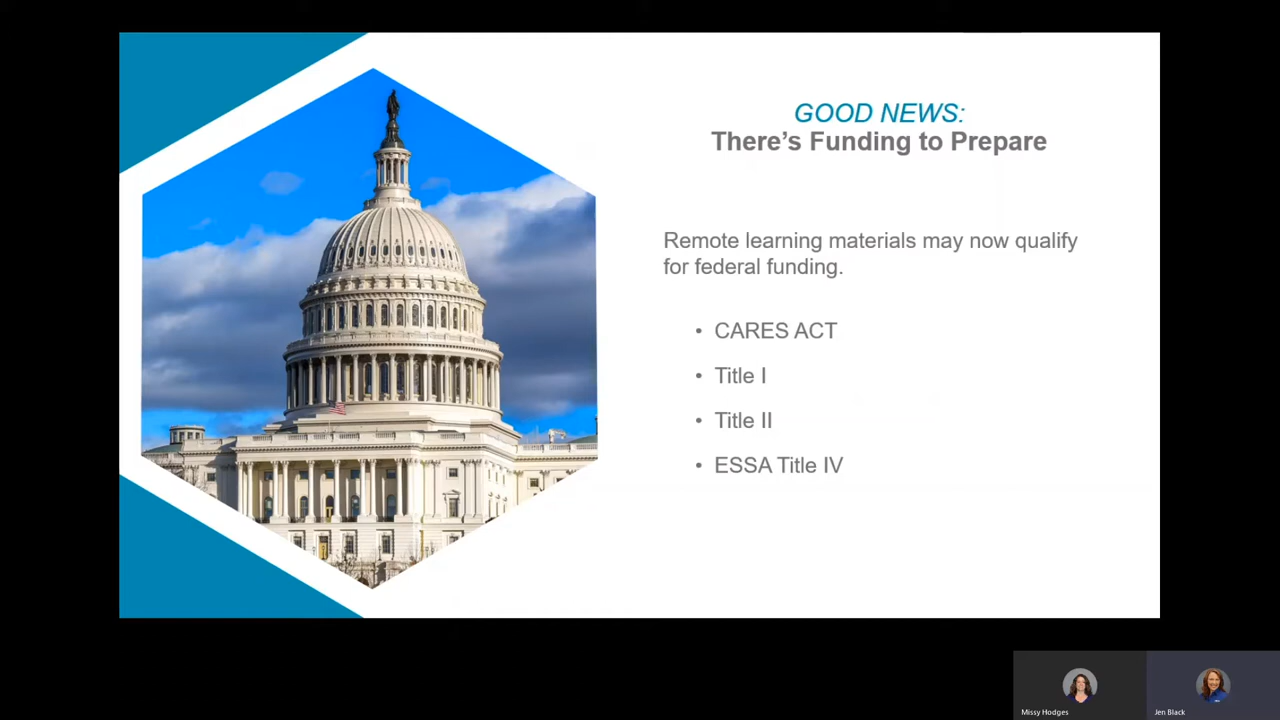 GOOD NEWS:
There’s Funding to Prepare
Remote learning materials may now qualify
for federal funding.
• CARES ACT
• Title I
• Title II
• ESSA Title IV
Missy Hodges
Jen Black